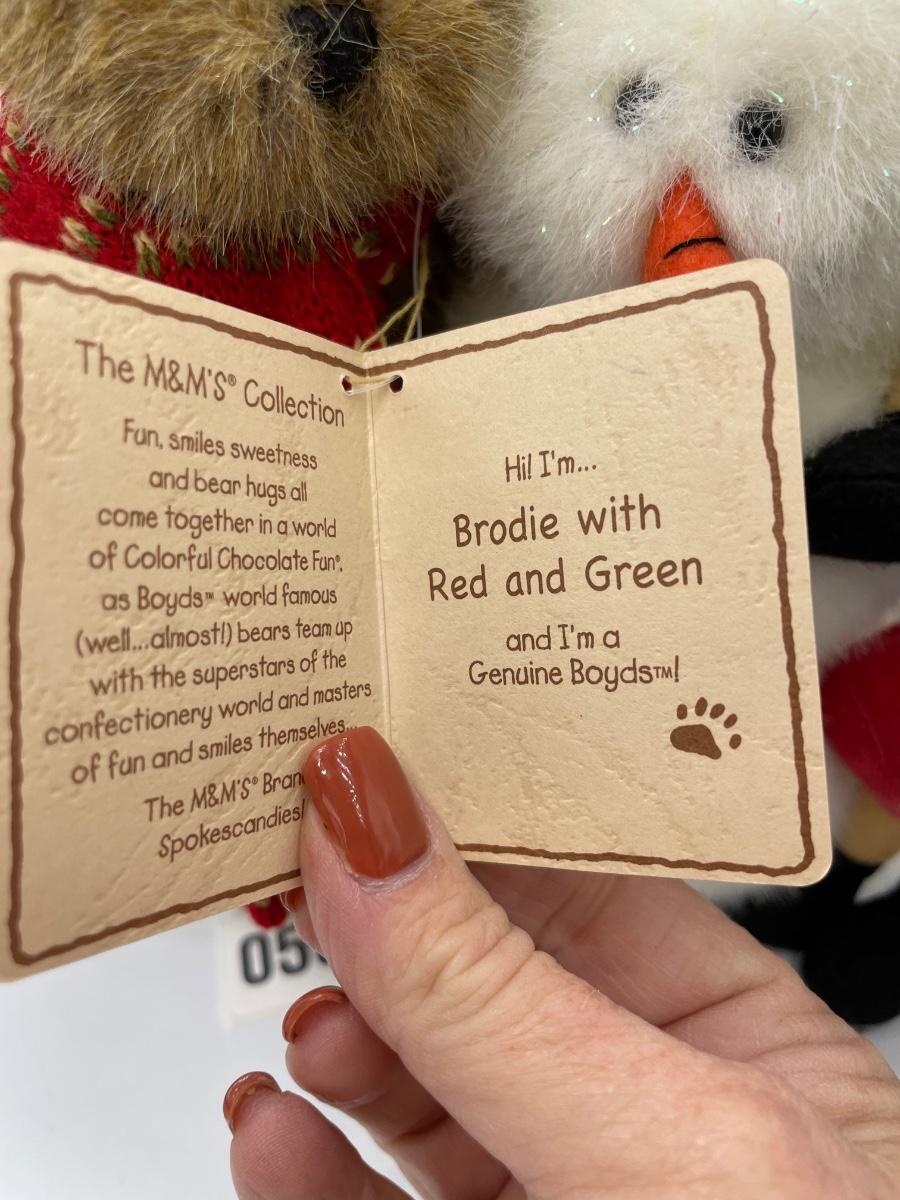 The M&M'S® Collection
Fun, smiles sweetness
and bear hugs all
come together in a world
of Colorful Chocolate Fun®,
as Boyds™ world famous
(well...almost!) bears team up
with the superstars of the
confectionery world and masters
of fun and smiles themselves...
The M&M'S®
Spokescandies!
Hi! I'm...
Brodie with
Red and Green
and I'm a
Genuine Boyds™!